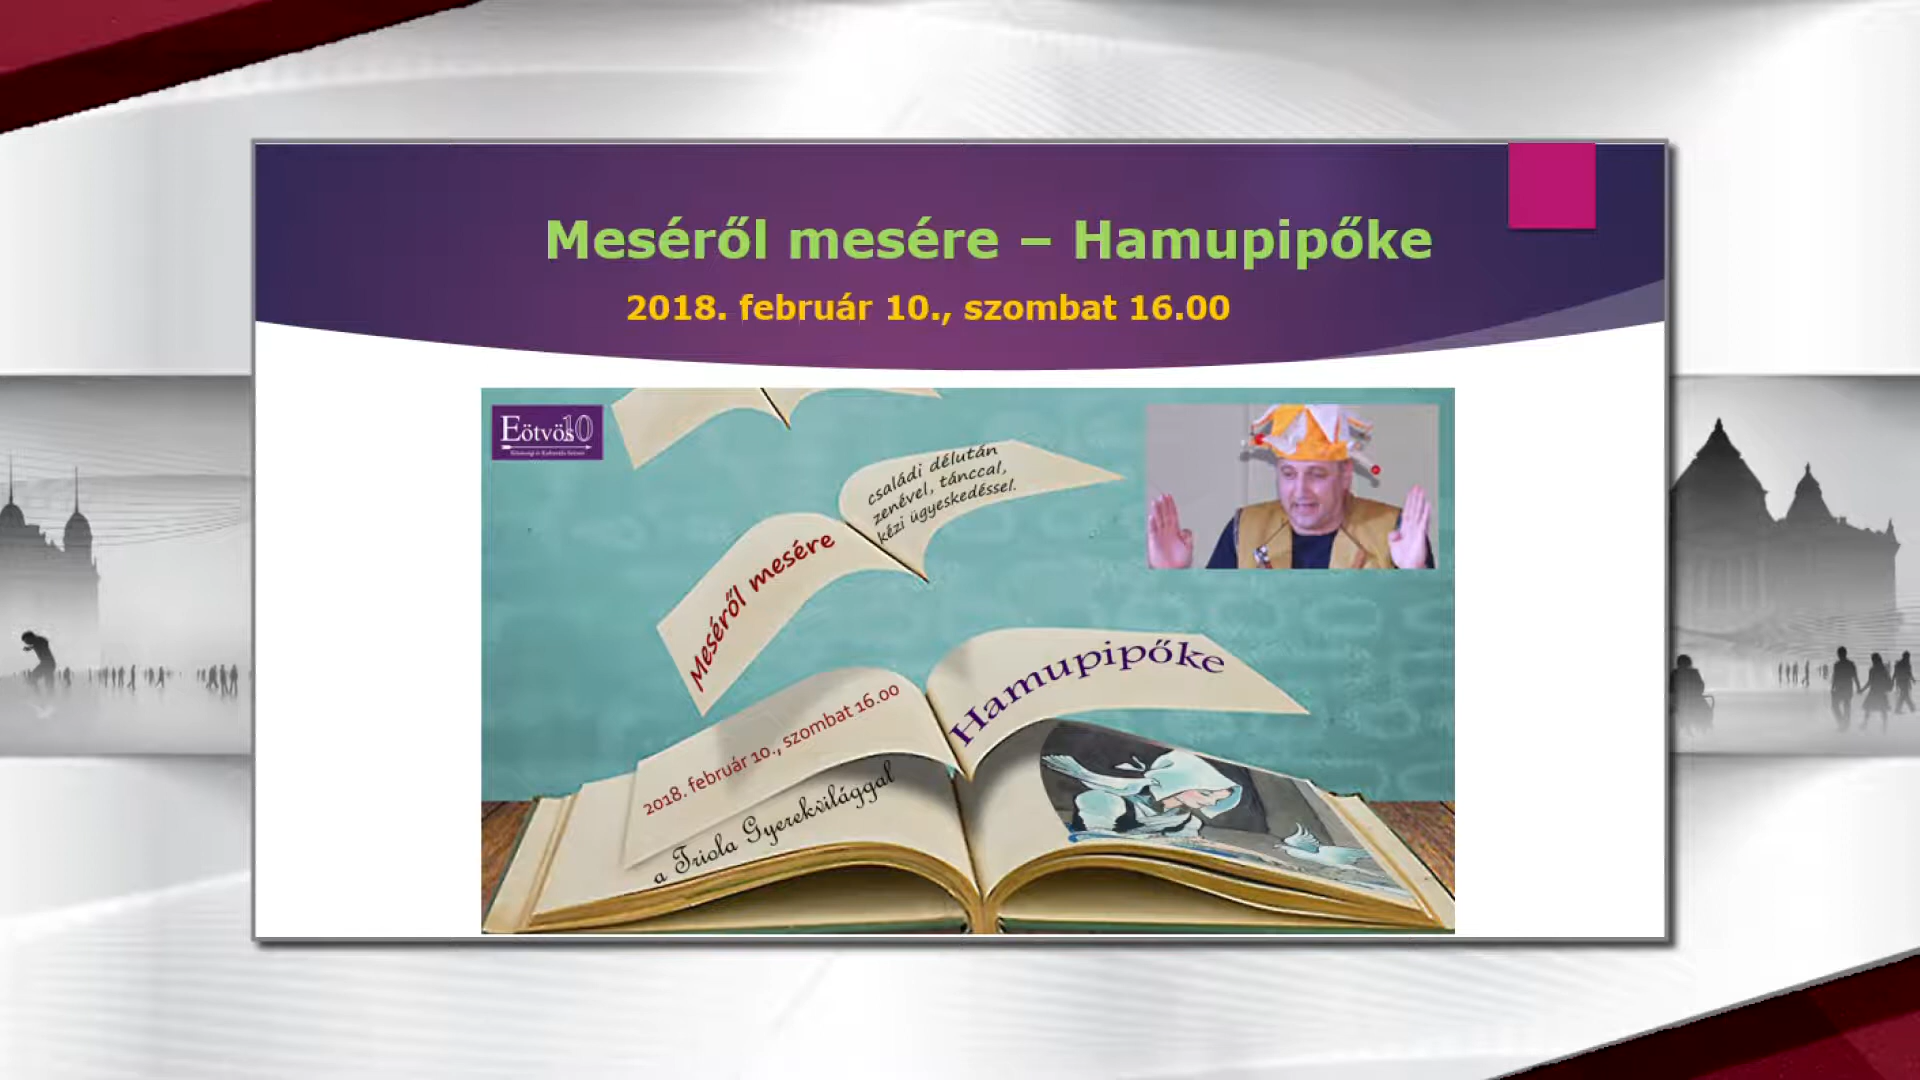 Meséről mesére – Hamupipőke
2018. február 10., szombat 16.00
Eötvös10
családi délután
zenével, tánccal,
kézi ügyeskedéssel.
Meséről mesére
Hamupipőke
2018. február 10., szombat 16.00
a Triola Gyerekvilággal